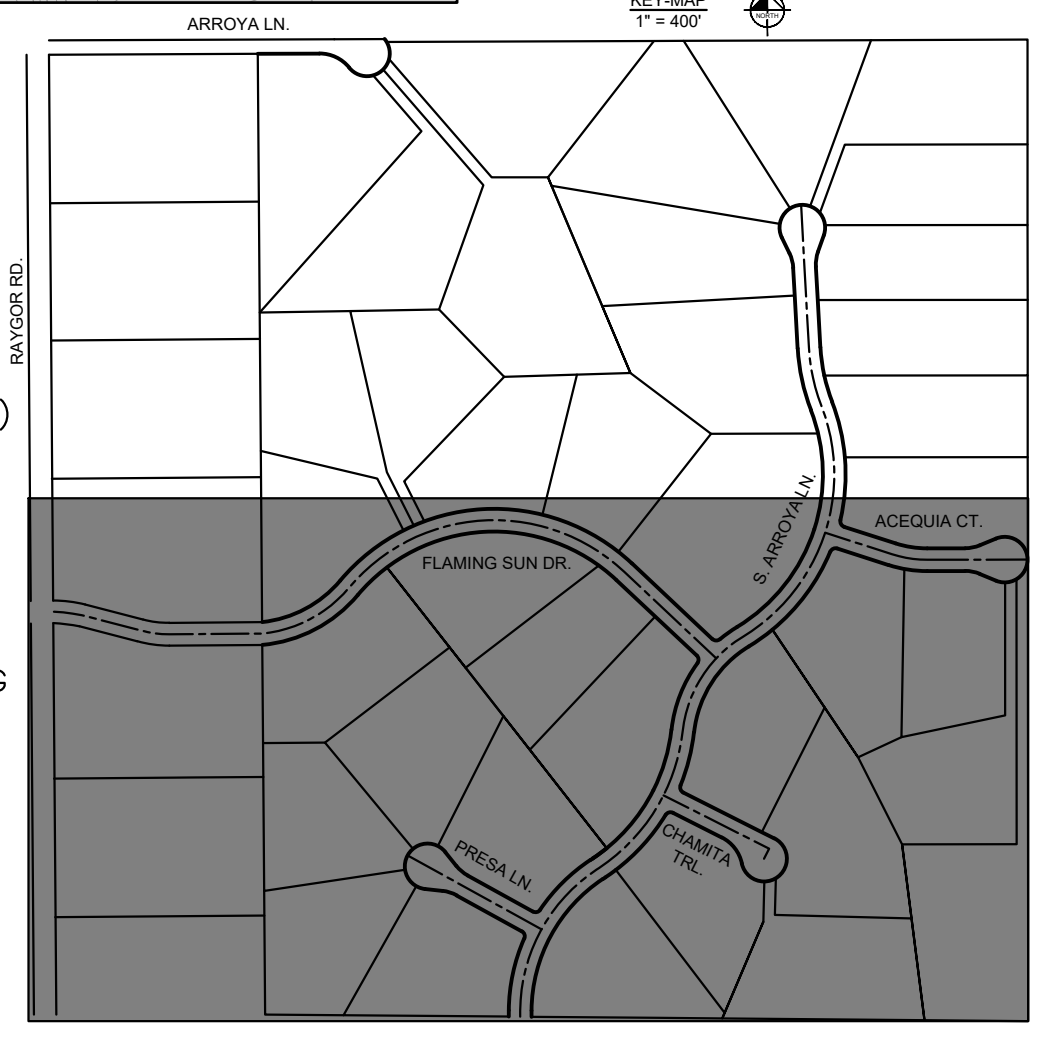 KEY-MAP
1" = 400'
NORTH
ARROYA LN.
RAYGOR RD.
S. ARROYA LN.
ACEQUIA CT.
FLAMING SUN DR.
PRESA LN.
CHAMITA
TRL.